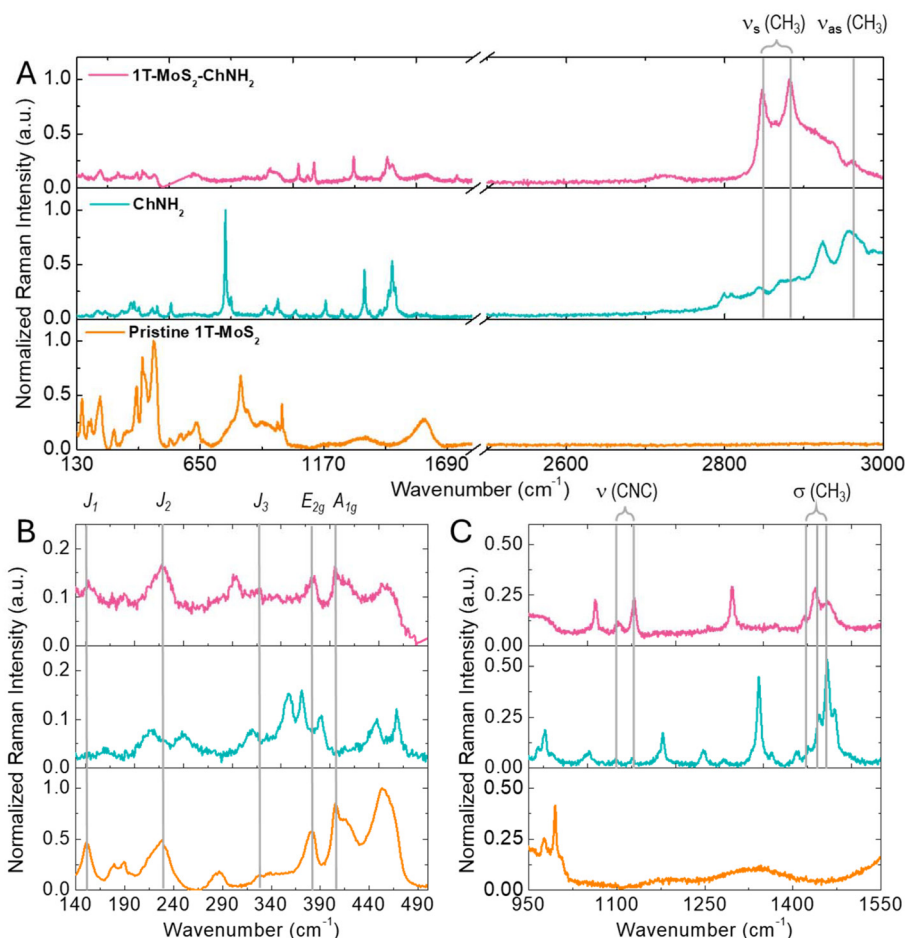 νs (CH3) νas (CH3)
A
1T-MoS2-ChNH2
ChNH2
Pristine 1T-MoS2
Normalized Raman Intensity (a.u.)
1.0
0.5
0.0
1.0
0.5
0.0
1.0
0.5
0.0
130 650 1170 1690 2600 2800 3000
Wavenumber (cm-1)
J1 J2 J3 E2g A1g
B
Normalized Raman Intensity (a.u.)
0.2
0.1
0.0
0.2
0.1
0.0
1.0
0.5
0.0
140 190 240 290 340 390 440 490
Wavenumber (cm-1)
ν (CNC) σ (CH3)
C
Normalized Raman Intensity (a.u.)
0.50
0.25
0.00
0.50
0.25
0.00
0.50
0.25
0.00
950 1100 1250 1400 1550
Wavenumber (cm-1)